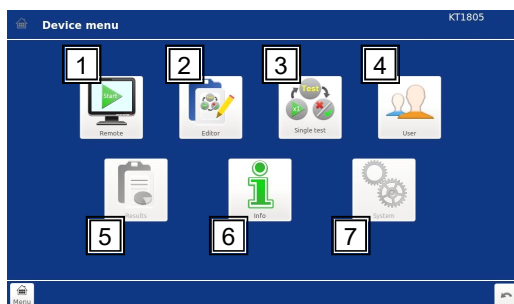 Device menu
KT1805
1
2
3
4
Start
Test
x1
Remote
Editor
Single test
User
Results
Info
System
5
6
7
Menu